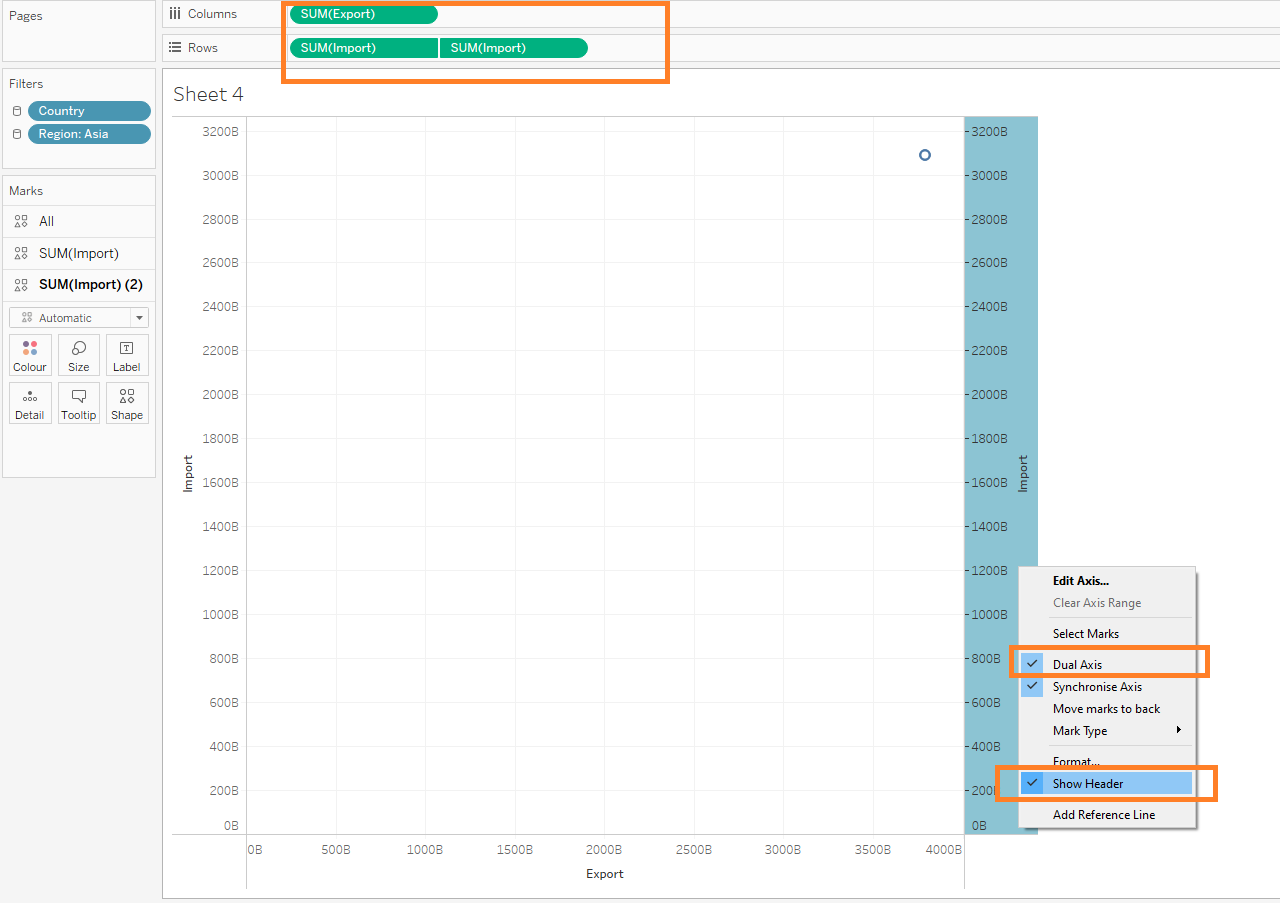 Pages
Columns
SUM(Export)
Rows
SUM(Import)
SUM(Import)
Filters
Country
Region: Asia
Marks
All
SUM(Import)
SUM(Import) (2)
Automatic
Colour
Size
Label
Detail
Tooltip
Shape
Sheet 4
3200B
3000B
2800B
2600B
2400B
2200B
2000B
1800B
1600B
1400B
1200B
1000B
800B
600B
400B
200B
0B
Import
0B
500B
1000B
1500B
2000B
2500B
3000B
3500B
4000B
Export
3200B
3000B
2800B
2600B
2400B
2200B
2000B
1800B
1600B
1400B
1200B
1000B
800B
600B
400B
200B
0B
Import
Edit Axis...
Clear Axis Range
Select Marks
Dual Axis
Synchronise Axis
Move marks to back
Mark Type
Format...
Show Header
Add Reference Line